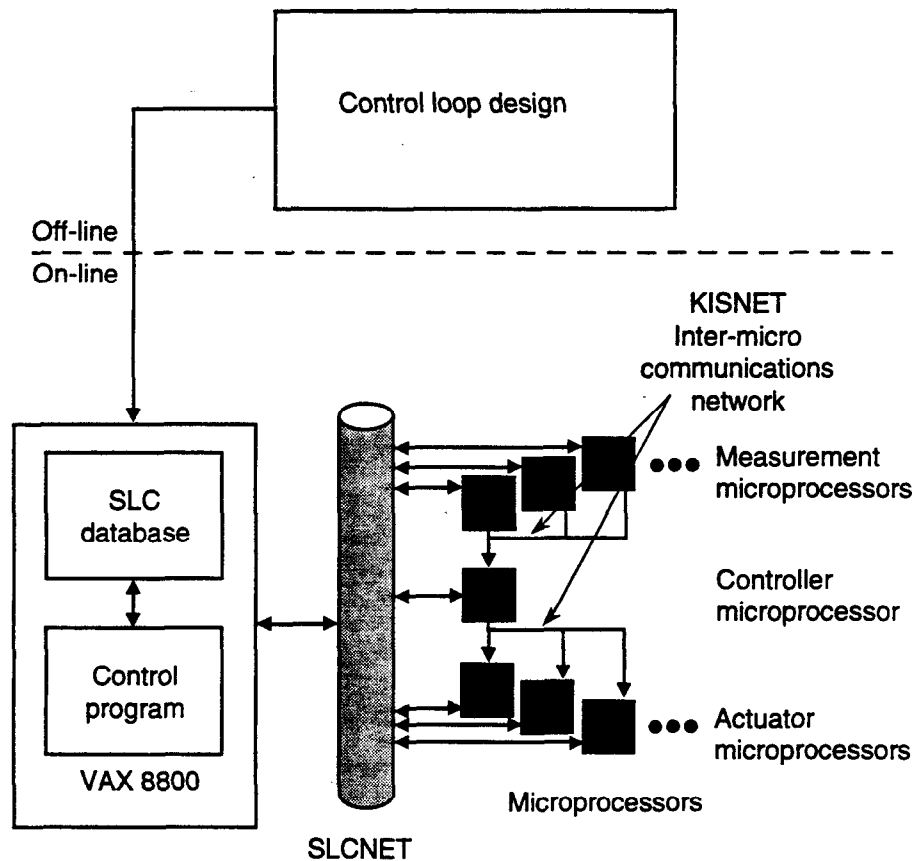 Control loop design
Off-line
On-line
KISNET
Inter-micro
communications
network
SLC
database
Measurement
microprocessors
Controller
microprocessor
Control
program
Actuator
microprocessors
VAX 8800
Microprocessors
SLCNET